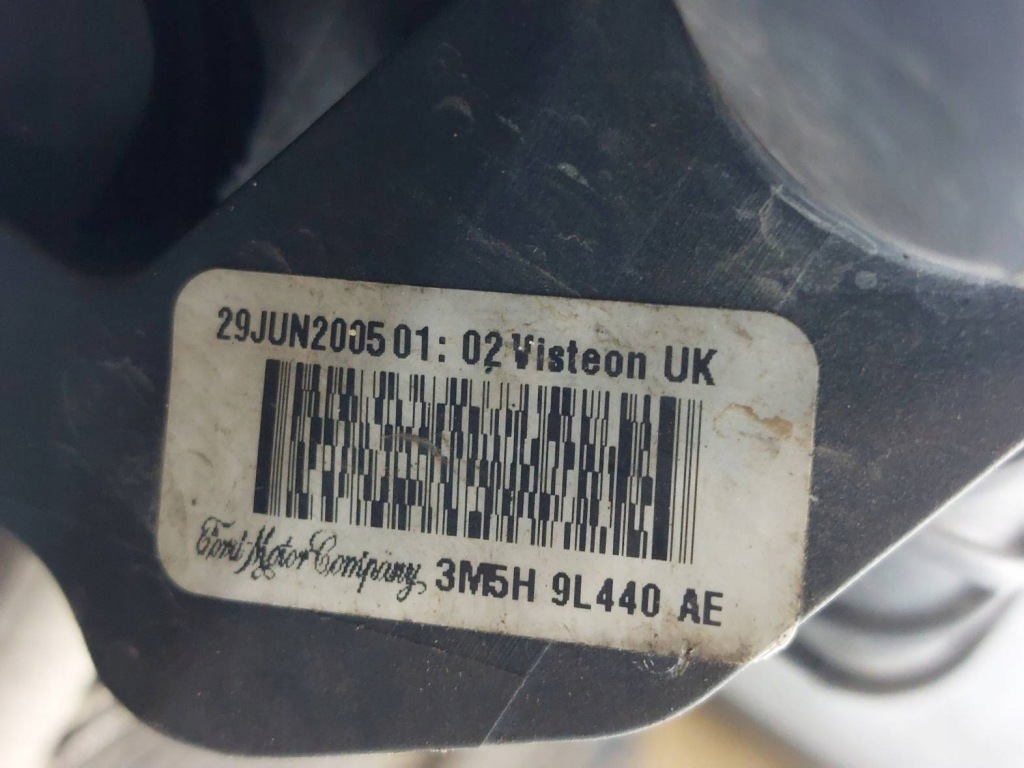 29JUN2005 01: 02 Visteon UK
Ford Motor Company, 3M5H 9L440 AE